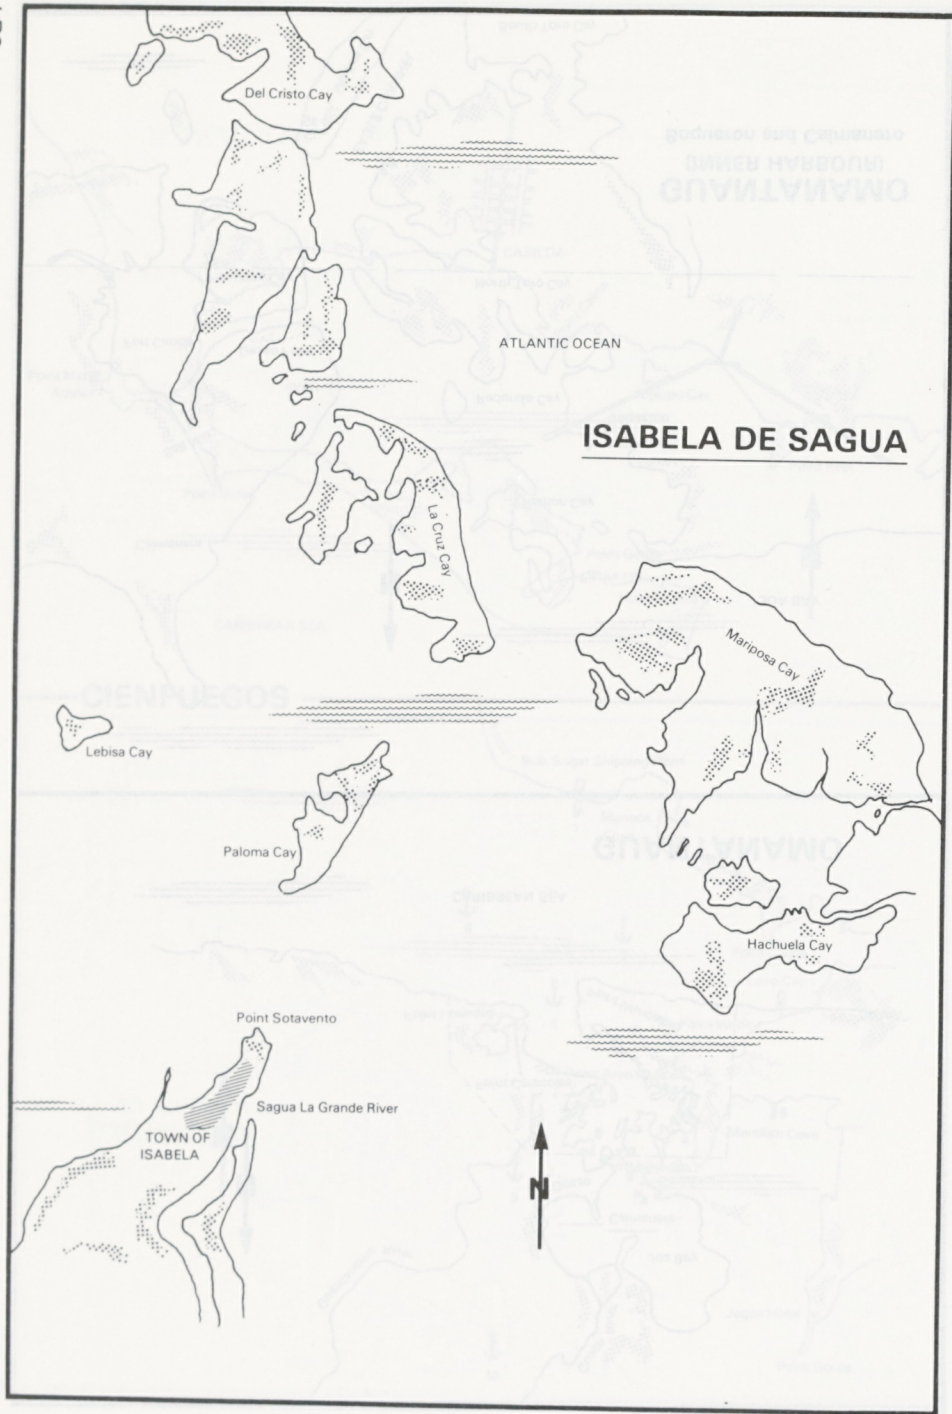 Del Cristo Cay
ATLANTIC OCEAN
ISABELA DE SAGUA
La Cruz Cay
Mariposa Cay
Lebisa Cay
Paloma Cay
Hachuela Cay
Point Sotavento
Sagua La Grande River
TOWN OF
ISABELA
N